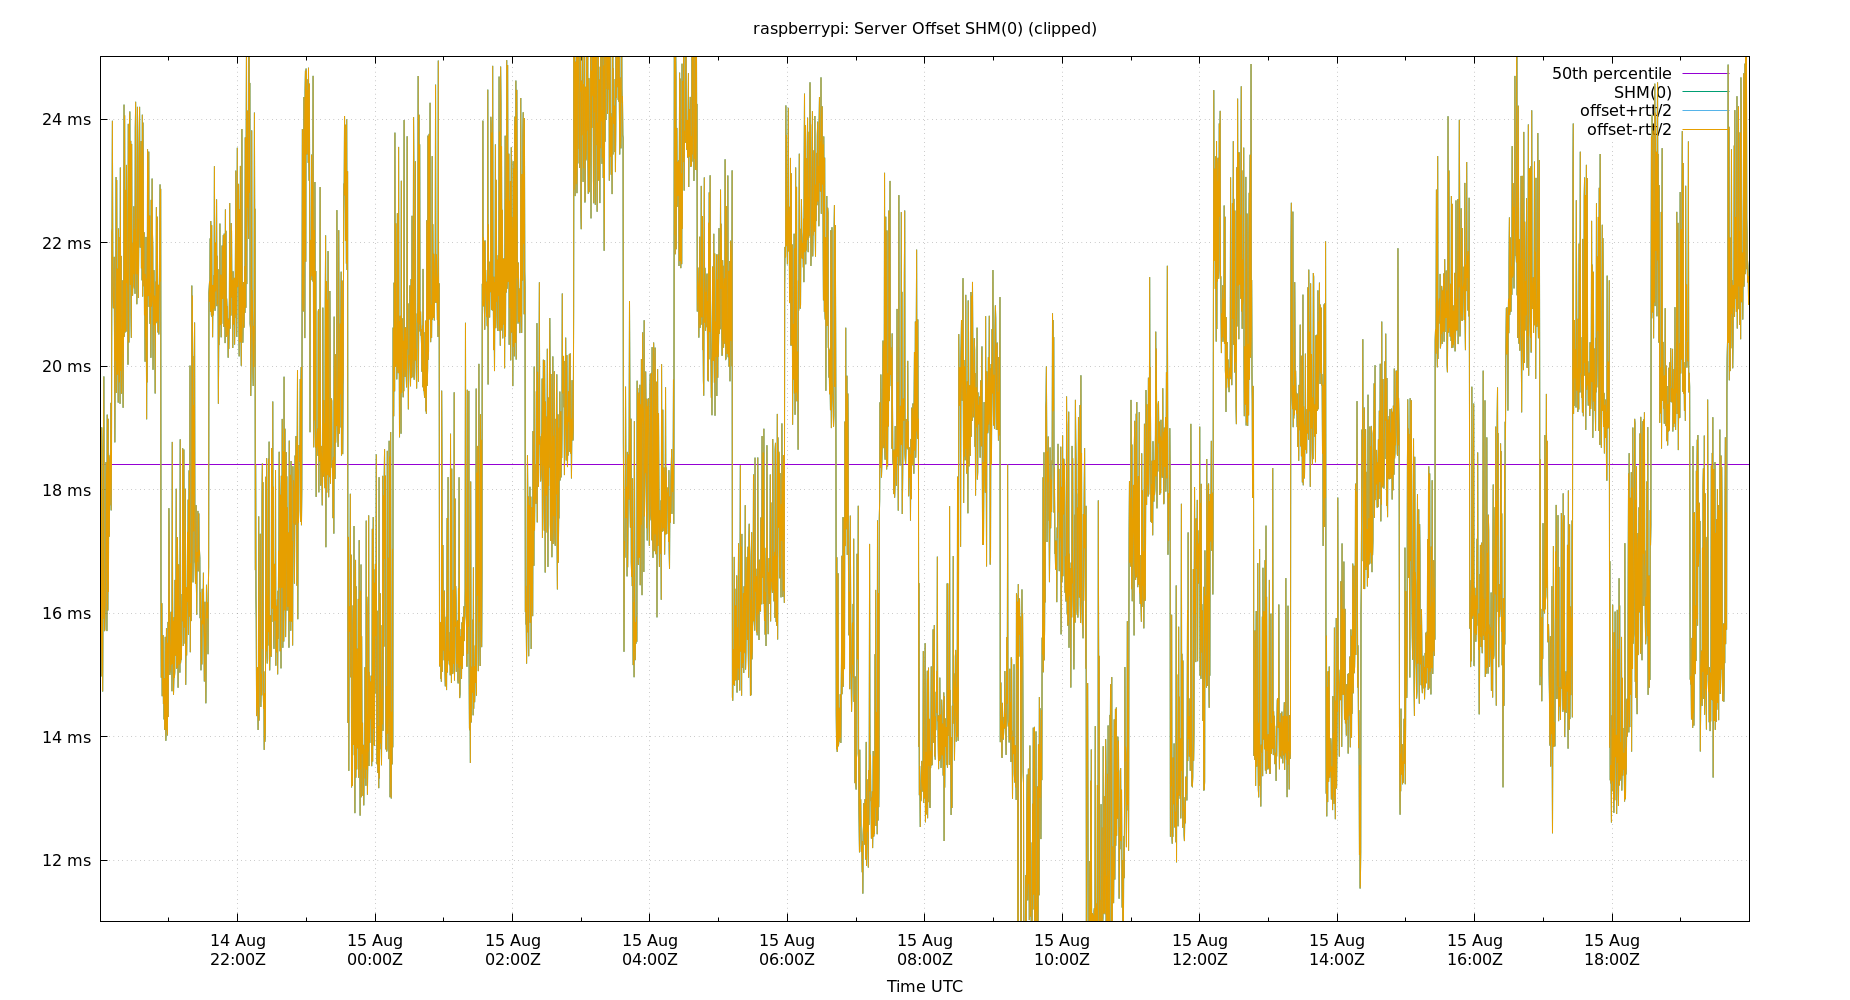 raspberrypi: Server Offset SHM(0) (clipped)
50th percentile
SHM(0)
offset+rtt/2
offset-rtt/2
24 ms
22 ms
20 ms
18 ms
16 ms
14 ms
12 ms
14 Aug 15 Aug 15 Aug 15 Aug 15 Aug 15 Aug 15 Aug 15 Aug 15 Aug 15 Aug 15 Aug
22:00Z 00:00Z 02:00Z 04:00Z 06:00Z 08:00Z 10:00Z 12:00Z 14:00Z 16:00Z 18:00Z
Time UTC